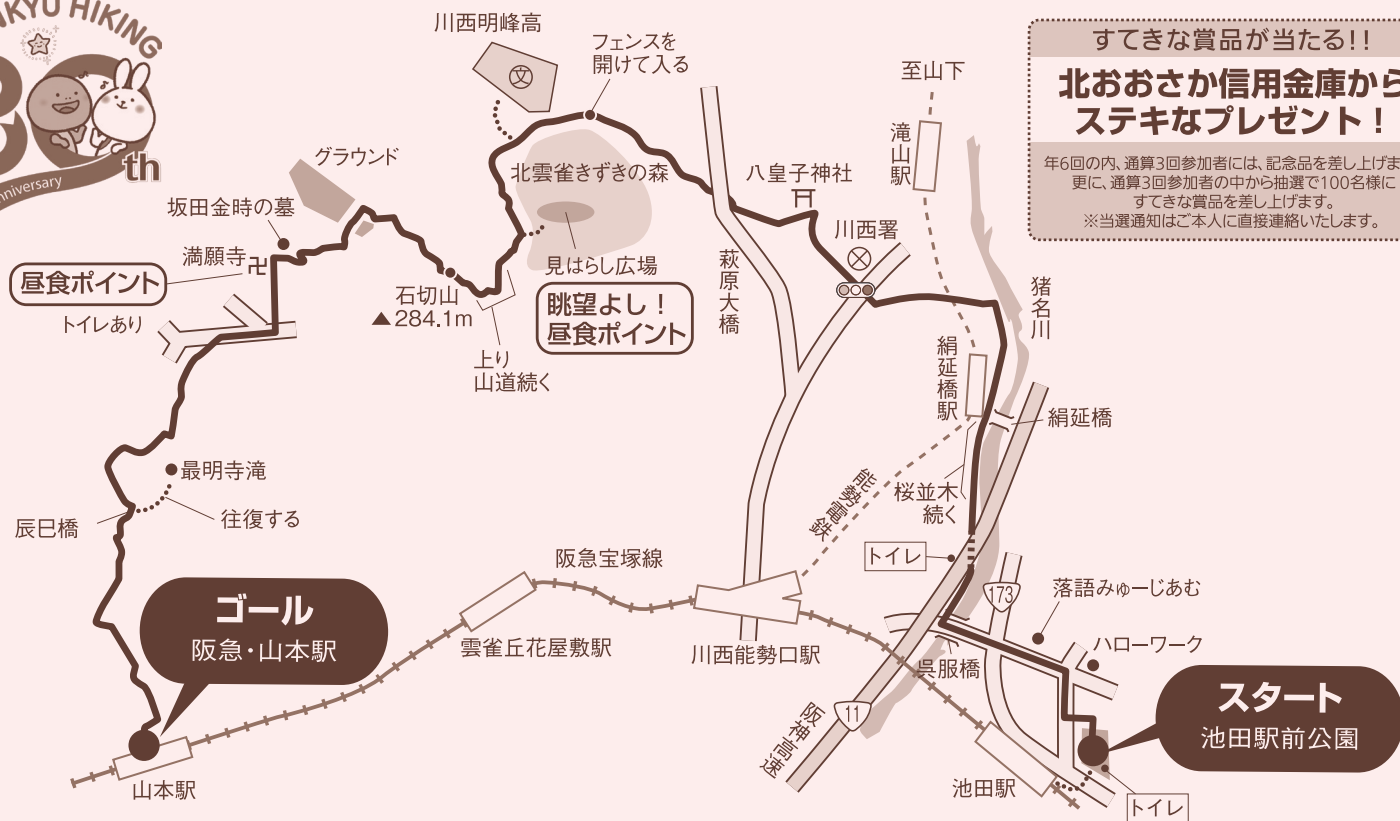 NKYU HIKING
80
th
nniversary
川西明峰高
文
フェンスを
開けて入る
至山下
滝山駅
すてきな賞品が当たる!!
北おおさか信用金庫から
ステキなプレゼント！
年6回の内、通算3回参加者には、記念品を差し上げま
更に、通算3回参加者の中から抽選で100名様に
すてきな賞品を差し上げます。
※当選通知はご本人に直接連絡いたします。
グラウンド
北雲雀きずきの森
八皇子神社
坂田金時の墓
満願寺
卍
昼食ポイント
トイレあり
見はらし広場
眺望よし！
昼食ポイント
石切山
▲284.1m
上り
山道続く
萩原大橋
川西署
猪名川
絹延橋駅
絹延橋
最明寺滝
往復する
辰巳橋
能勢電鉄
桜並木
続く
トイレ
173
落語みゅーじあむ
ハローワーク
阪急宝塚線
ゴール
阪急・山本駅
雲雀丘花屋敷駅
川西能勢口駅
呉服橋
スタート
池田駅前公園
11
阪神高速
山本駅
池田駅
トイレ